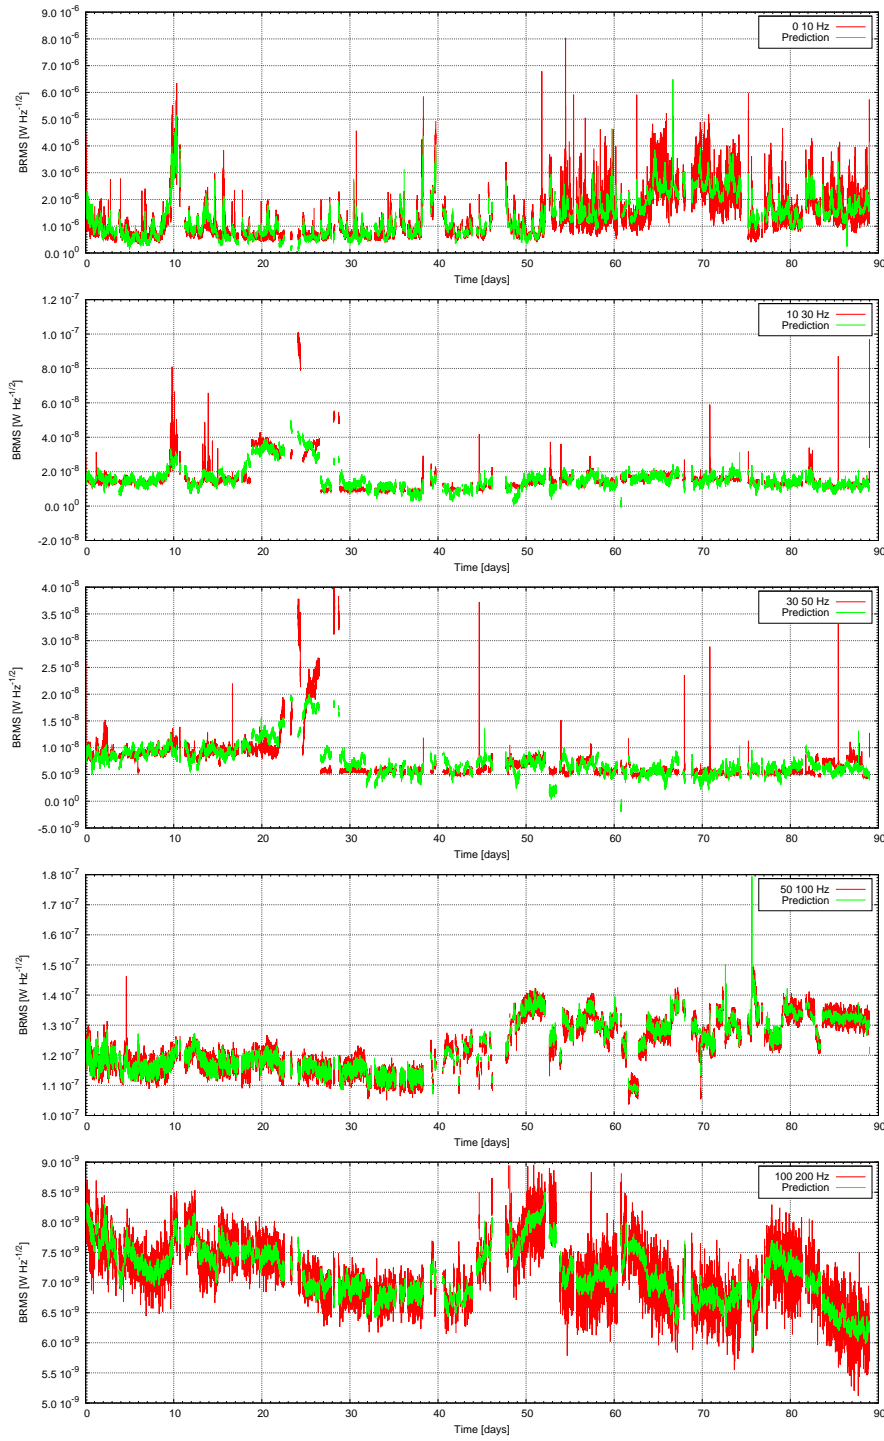 9.0 10-6
8.0 10-6
7.0 10-6
6.0 10-6
5.0 10-6
4.0 10-6
3.0 10-6
2.0 10-6
1.0 10-6
0.0 100
BRMS [W Hz-1/2]
0 10 Hz
Prediction
0 10 20 30 40 50 60 70 80 90
Time [days]
1.2 10-7
1.0 10-7
8.0 10-8
6.0 10-8
4.0 10-8
2.0 10-8
0.0 100
-2.0 10-8
BRMS [W Hz-1/2]
10 30 Hz
Prediction
0 10 20 30 40 50 60 70 80 90
Time [days]
4.0 10-8
3.5 10-8
3.0 10-8
2.5 10-8
2.0 10-8
1.5 10-8
1.0 10-8
5.0 10-9
0.0 100
-5.0 10-9
BRMS [W Hz-1/2]
30 50 Hz
Prediction
0 10 20 30 40 50 60 70 80 90
Time [days]
1.8 10-7
1.7 10-7
1.6 10-7
1.5 10-7
1.4 10-7
1.3 10-7
1.2 10-7
1.1 10-7
1.0 10-7
BRMS [W Hz-1/2]
50 100 Hz
Prediction
0 10 20 30 40 50 60 70 80 90
Time [days]
9.0 10-9
8.5 10-9
8.0 10-9
7.5 10-9
7.0 10-9
6.5 10-9
6.0 10-9
5.5 10-9
5.0 10-9
BRMS [W Hz-1/2]
100 200 Hz
Prediction
0 10 20 30 40 50 60 70 80 90
Time [days]